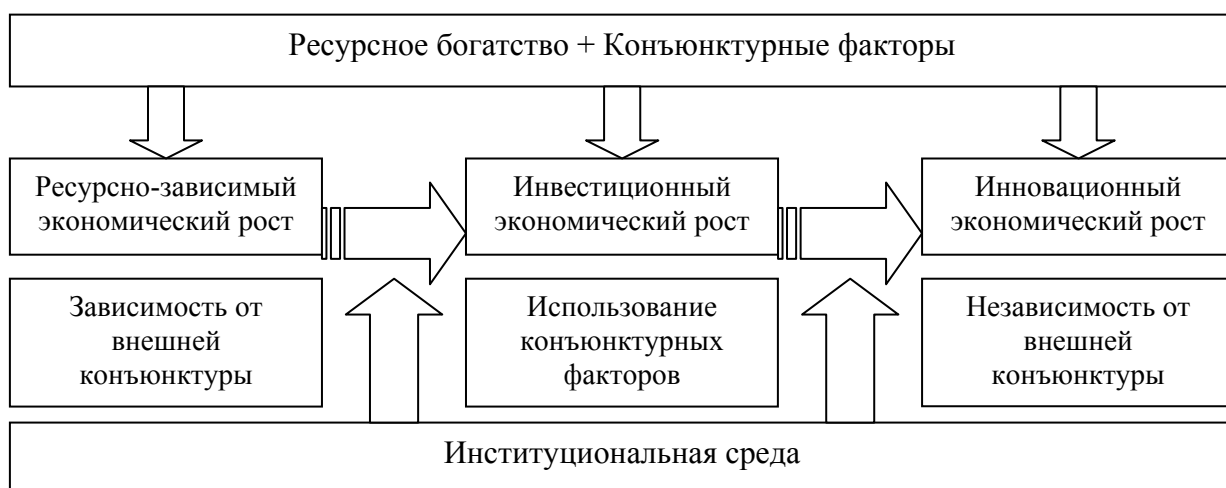 Ресурсное богатство + Конъюнктурные факторы
Ресурсно-зависимый
экономический рост
Инвестиционный
экономический рост
Инновационный
экономический рост
Зависимость от
внешней
конъюнктуры
Использование
конъюнктурных
факторов
Независимость от
внешней
конъюнктуры
Институциональная среда